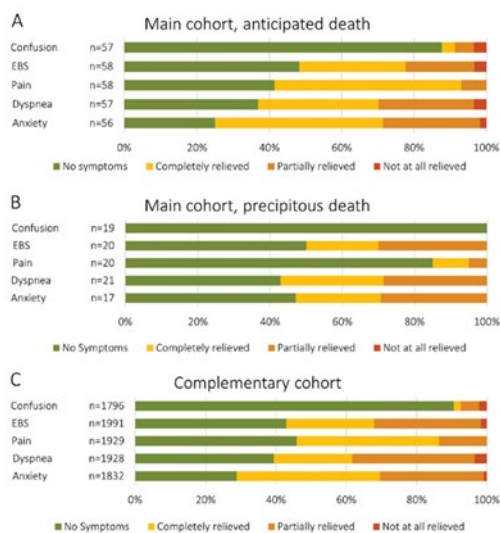 A
Main cohort, anticipated death
Confusion n=57
EBS n=58
Pain n=58
Dyspnea n=57
Anxiety n=56
0% 20% 40% 60% 80% 100%
No symptoms Completely relieved Partially relieved Not at all relieved
B
Main cohort, precipitous death
Confusion n=19
EBS n=20
Pain n=20
Dyspnea n=21
Anxiety n=17
0% 20% 40% 60% 80% 100%
No Symptoms Completely relieved Partially relieved Not at all relieved
C
Complementary cohort
Confusion n=1796
EBS n=1991
Pain n=1929
Dyspnea n=1928
Anxiety n=1832
0% 20% 40% 60% 80% 100%
No Symptoms Completely relieved Partially relieved Not at all relieved